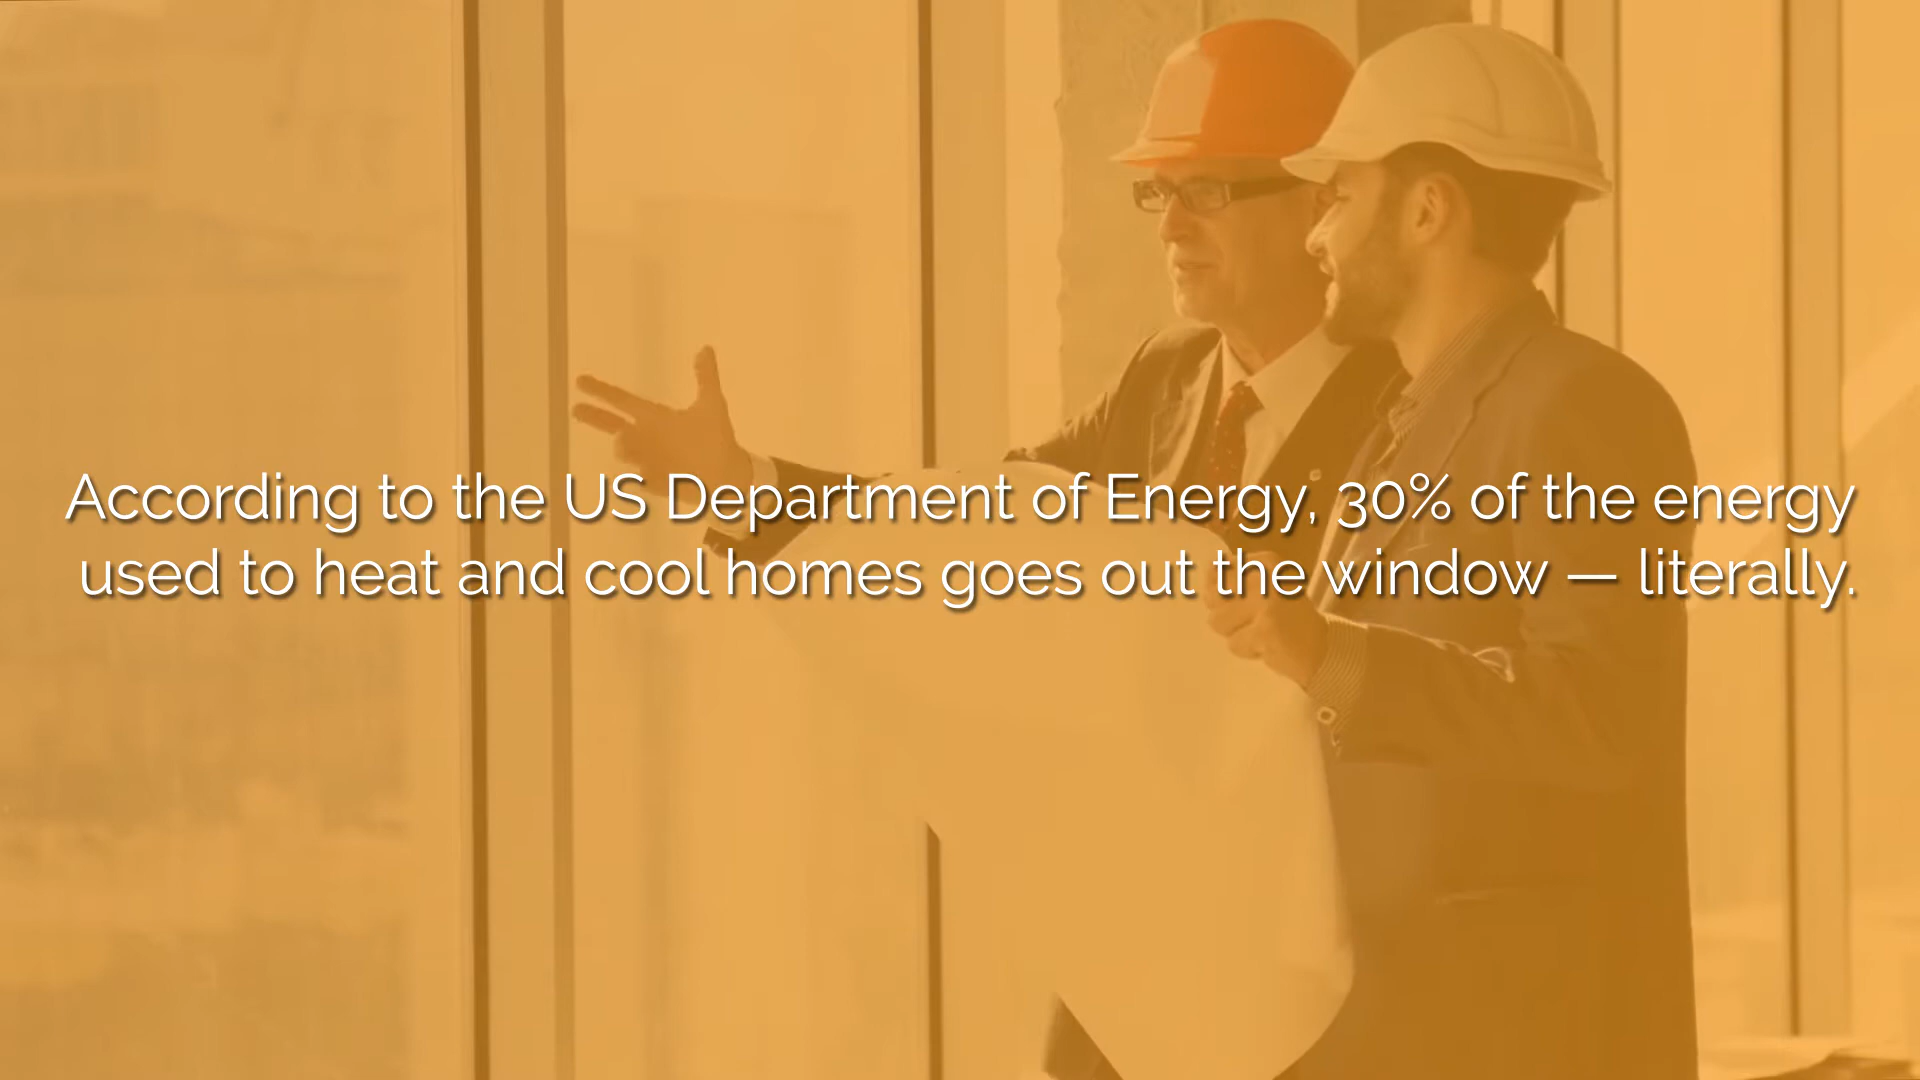 According to the US Department of Energy, 30% of the energy
used to heat and cool homes goes out the window — literally.